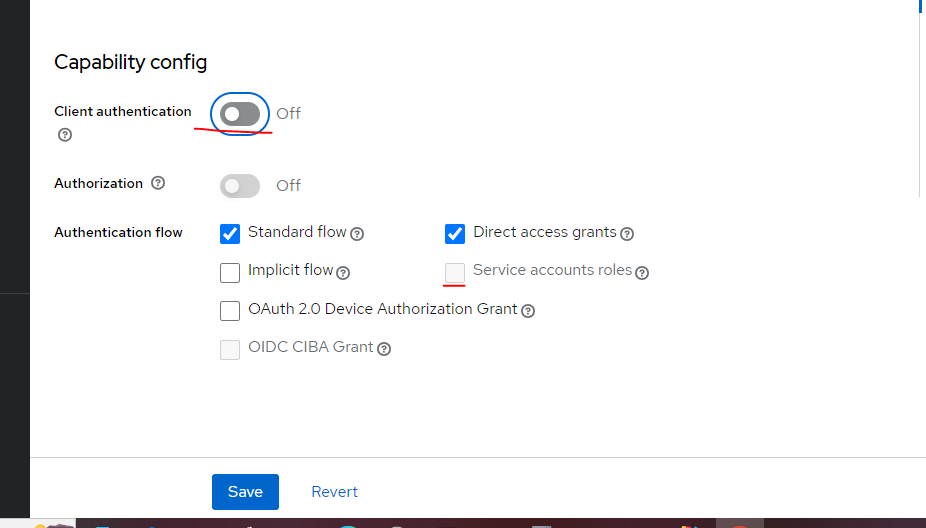 Capability config
Client authentication
Off
Authorization
Off
Authentication flow
Standard flow
Direct access grants
Implicit flow
Service accounts roles
OAuth 2.0 Device Authorization Grant
OIDC CIBA Grant
Save
Revert